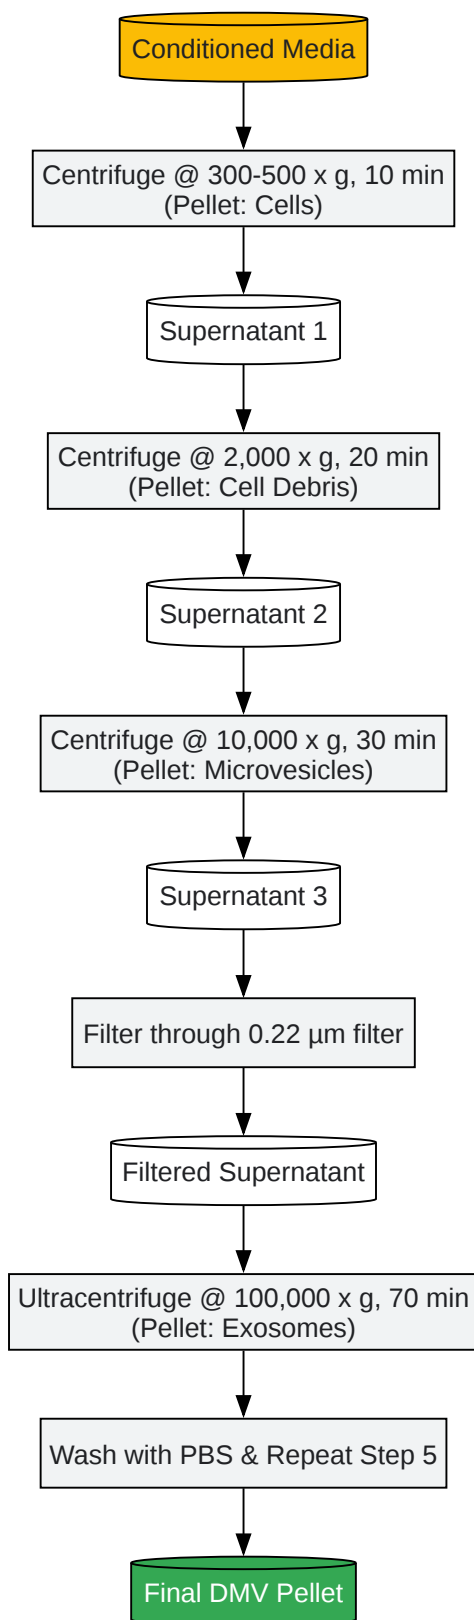 Conditioned Media
Centrifuge @ 300-500 x g, 10 min
(Pellet: Cells)
Supernatant 1
Centrifuge @ 2,000 x g, 20 min
(Pellet: Cell Debris)
Supernatant 2
Centrifuge @ 10,000 x g, 30 min
(Pellet: Microvesicles)
Supernatant 3
Filter through 0.22 µm filter
Filtered Supernatant
Ultracentrifuge @ 100,000 x g, 70 min
(Pellet: Exosomes)
Wash with PBS & Repeat Step 5
Final DMV Pellet